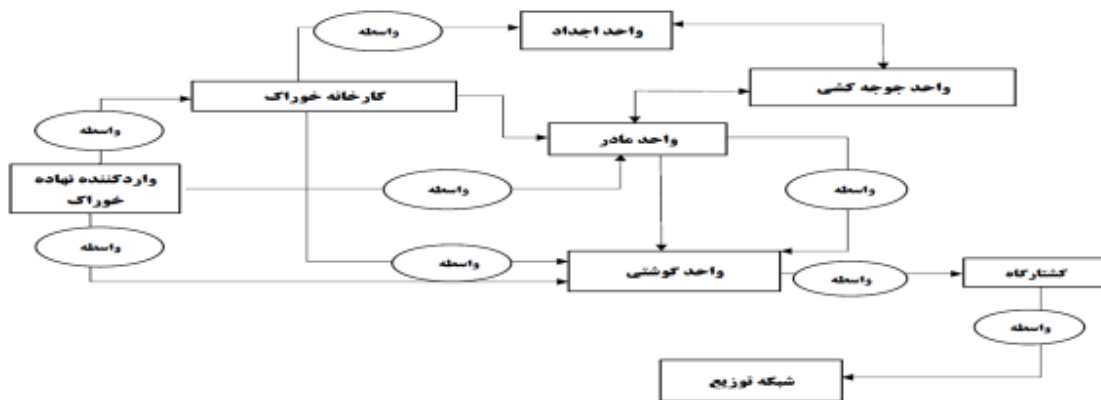 واسطه
واحد اجداد
واحد جوجه کشی
کارخانه خوراک
واسطه
واحد مادر
واردکننده نهاده
خوراک
واسطه
واسطه
واسطه
واسطه
واحد گوشتی
واسطه
کشتارگاه
واسطه
شبکه توزیع